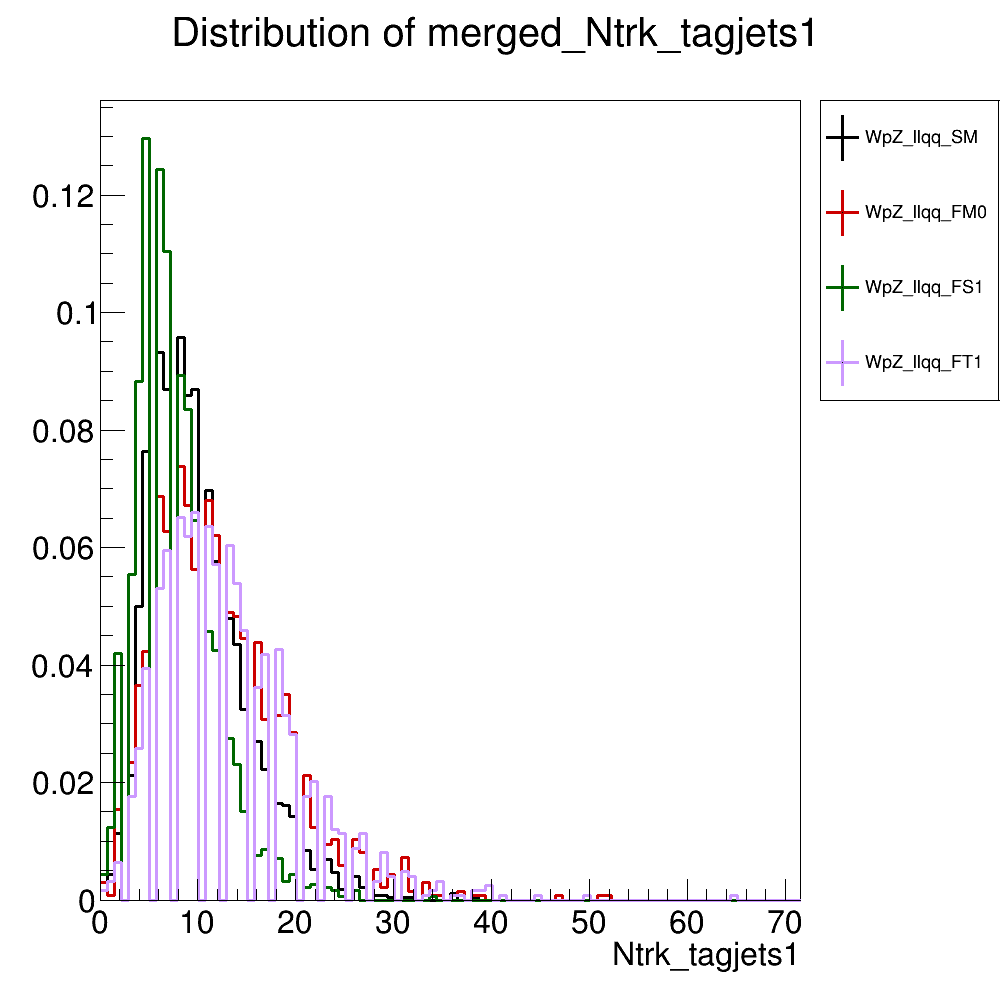 Distribution of merged_Ntrk_tagjets1
WpZ_llqq_SM
WpZ_llqq_FM0
WpZ_llqq_FS1
WpZ_llqq_FT1
0.12
0.1
0.08
0.06
0.04
0.02
0
0 10 20 30 40 50 60 70
Ntrk_tagjets1